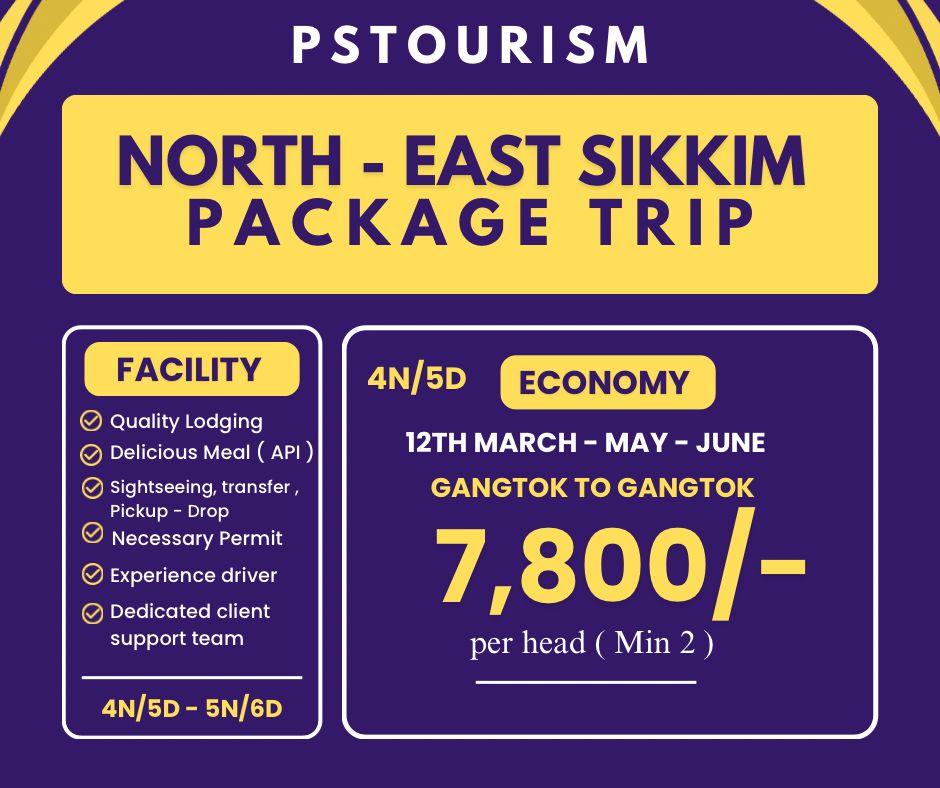 PSTOURISM
NORTH - EAST SIKKIM
PACKAGE TRIP
FACILITY
Quality Lodging
Delicious Meal ( API )
Sightseeing, transfer ,
Pickup - Drop
Necessary Permit
Experience driver
Dedicated client
support team
4N/5D - 5N/6D
4N/5D
ECONOMY
12TH MARCH - MAY - JUNE
GANGTOK TO GANGTOK
7,800/-
per head ( Min 2 )